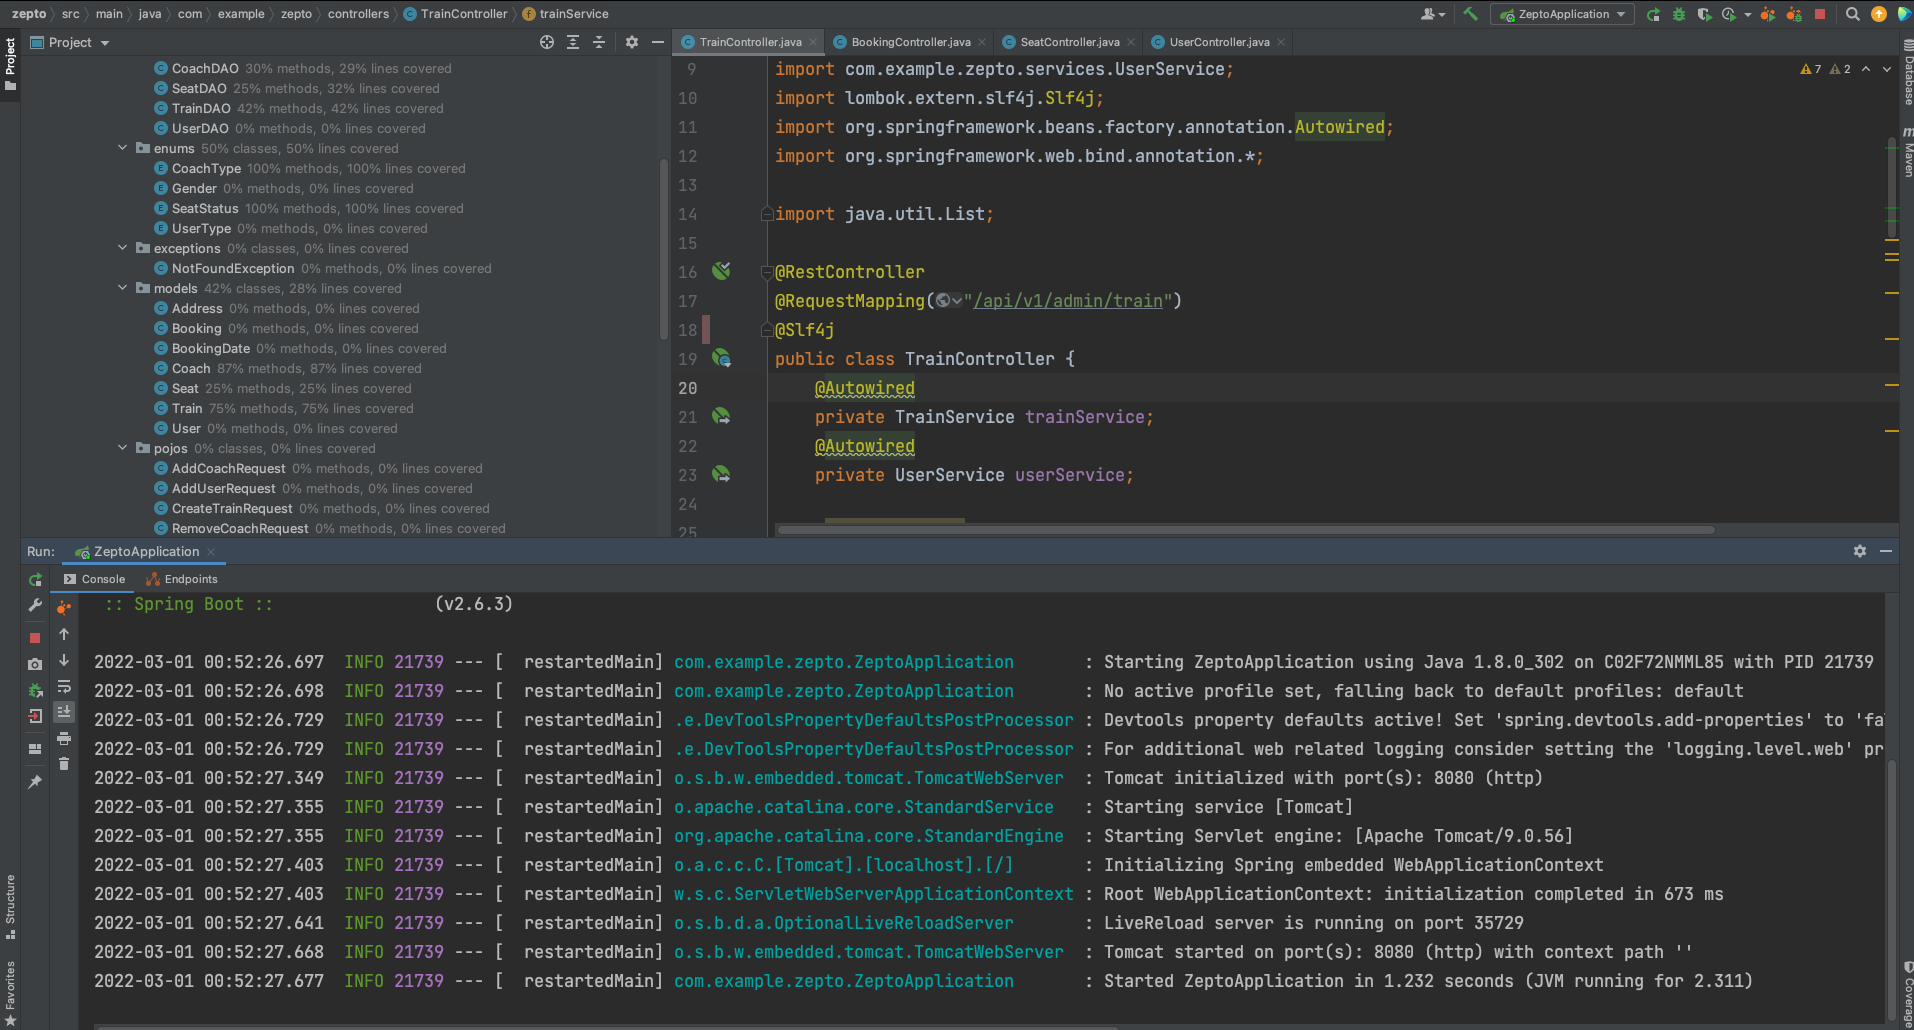 zepto src main java com example zepto controllers TrainController trainService
ZeptoApplication
Project
TrainController.java BookingController.java SeatController.java UserController.java
Project
CoachDAO 30% methods, 29% lines covered
SeatDAO 25% methods, 32% lines covered
TrainDAO 42% methods, 42% lines covered
UserDAO 0% methods, 0% lines covered
enums 50% classes, 50% lines covered
CoachType 100% methods, 100% lines covered
Gender 0% methods, 0% lines covered
SeatStatus 100% methods, 100% lines covered
UserType 0% methods, 0% lines covered
exceptions 0% classes, 0% lines covered
NotFoundException 0% methods, 0% lines covered
models 42% classes, 28% lines covered
Address 0% methods, 0% lines covered
Booking 0% methods, 0% lines covered
BookingDate 0% methods, 0% lines covered
Coach 87% methods, 87% lines covered
Seat 25% methods, 25% lines covered
Train 75% methods, 75% lines covered
User 0% methods, 0% lines covered
pojos 0% classes, 0% lines covered
AddCoachRequest 0% methods, 0% lines covered
AddUserRequest 0% methods, 0% lines covered
CreateTrainRequest 0% methods, 0% lines covered
RemoveCoachRequest 0% methods, 0% lines covered
7 2
9 import com.example.zepto.services.UserService;
10 import lombok.extern.slf4j.Slf4j;
11 import org.springframework.beans.factory.annotation.Autowired;
12 import org.springframework.web.bind.annotation.*;
13
14 import java.util.List;
15
16 @RestController
17 @RequestMapping("/api/v1/admin/train")
18 @Slf4j
19 public class TrainController {
20 @Autowired
21 private TrainService trainService;
22 @Autowired
23 private UserService userService;
24
25
Database
m Maven
Run: ZeptoApplication
Console Endpoints
:: Spring Boot :: (v2.6.3)
2022-03-01 00:52:26.697 INFO 21739 --- [ restartedMain] com.example.zepto.ZeptoApplication : Starting ZeptoApplication using Java 1.8.0_302 on C02F72NMML85 with PID 21739
2022-03-01 00:52:26.698 INFO 21739 --- [ restartedMain] com.example.zepto.ZeptoApplication : No active profile set, falling back to default profiles: default
2022-03-01 00:52:26.729 INFO 21739 --- [ restartedMain] .e.DevToolsPropertyDefaultsPostProcessor : Devtools property defaults active! Set 'spring.devtools.add-properties' to 'fa
2022-03-01 00:52:26.729 INFO 21739 --- [ restartedMain] .e.DevToolsPropertyDefaultsPostProcessor : For additional web related logging consider setting the 'logging.level.web' pr
2022-03-01 00:52:27.349 INFO 21739 --- [ restartedMain] o.s.b.w.embedded.tomcat.TomcatWebServer : Tomcat initialized with port(s): 8080 (http)
2022-03-01 00:52:27.355 INFO 21739 --- [ restartedMain] o.apache.catalina.core.StandardService : Starting service [Tomcat]
2022-03-01 00:52:27.355 INFO 21739 --- [ restartedMain] org.apache.catalina.core.StandardEngine : Starting Servlet engine: [Apache Tomcat/9.0.56]
2022-03-01 00:52:27.403 INFO 21739 --- [ restartedMain] o.a.c.c.C.[Tomcat].[localhost].[/] : Initializing Spring embedded WebApplicationContext
2022-03-01 00:52:27.403 INFO 21739 --- [ restartedMain] w.s.c.ServletWebServerApplicationContext : Root WebApplicationContext: initialization completed in 673 ms
2022-03-01 00:52:27.641 INFO 21739 --- [ restartedMain] o.s.b.d.a.OptionalLiveReloadServer : LiveReload server is running on port 35729
2022-03-01 00:52:27.668 INFO 21739 --- [ restartedMain] o.s.b.w.embedded.tomcat.TomcatWebServer : Tomcat started on port(s): 8080 (http) with context path ''
2022-03-01 00:52:27.677 INFO 21739 --- [ restartedMain] com.example.zepto.ZeptoApplication : Started ZeptoApplication in 1.232 seconds (JVM running for 2.311)
Structure
Favorites
Coverage